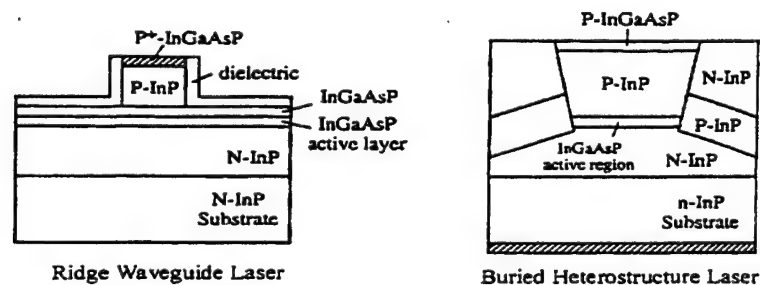 P⁺-InGaAsP
dielectric
P-InP
InGaAsP
InGaAsP
active layer
N-InP
N-InP
Substrate
Ridge Waveguide Laser
P-InGaAsP
P-InP
N-InP
P-InP
InGaAsP
active region
N-InP
n-InP
Substrate
Buried Heterostructure Laser